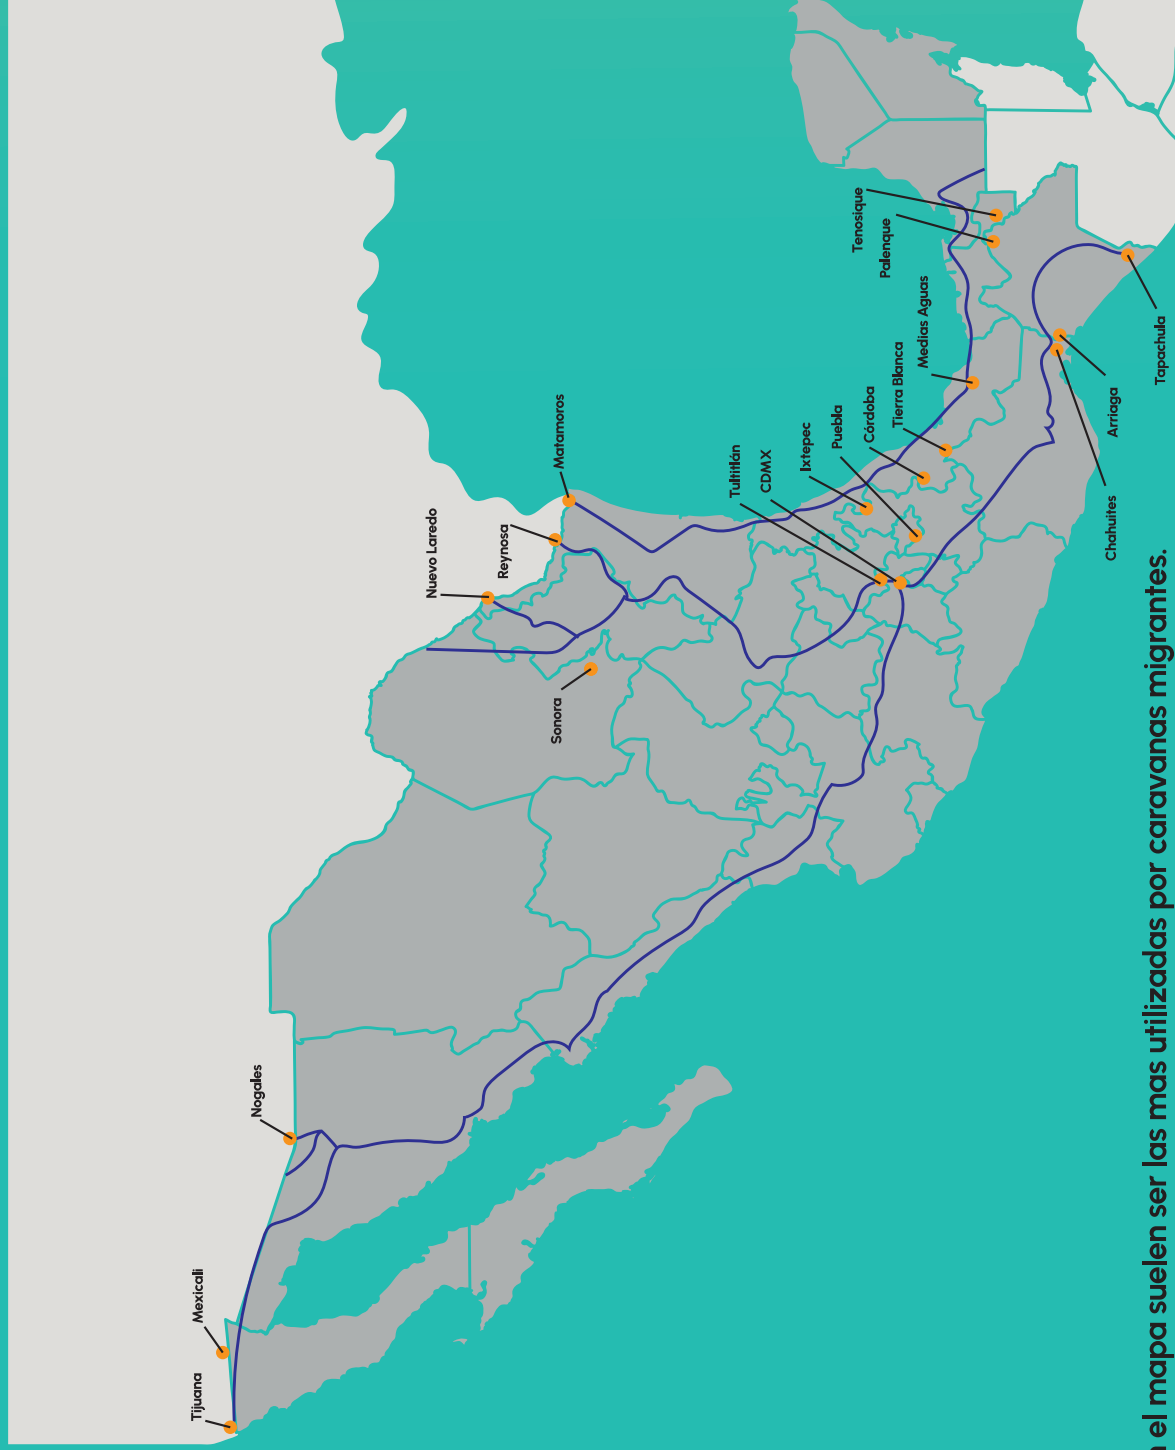 Tijuana
Mexicali
Nogales
Nuevo Laredo
Reynosa
Sonora
Matamoros
Tultitlán
CDMX
Ixtepec
Puebla
Tenosique
Córdoba
Palenque
Tierra Blanca
Medias Aguas
Chahuites
Arriaga
Tapachula
el mapa suelen ser las mas utilizadas por caravanas migrantes.